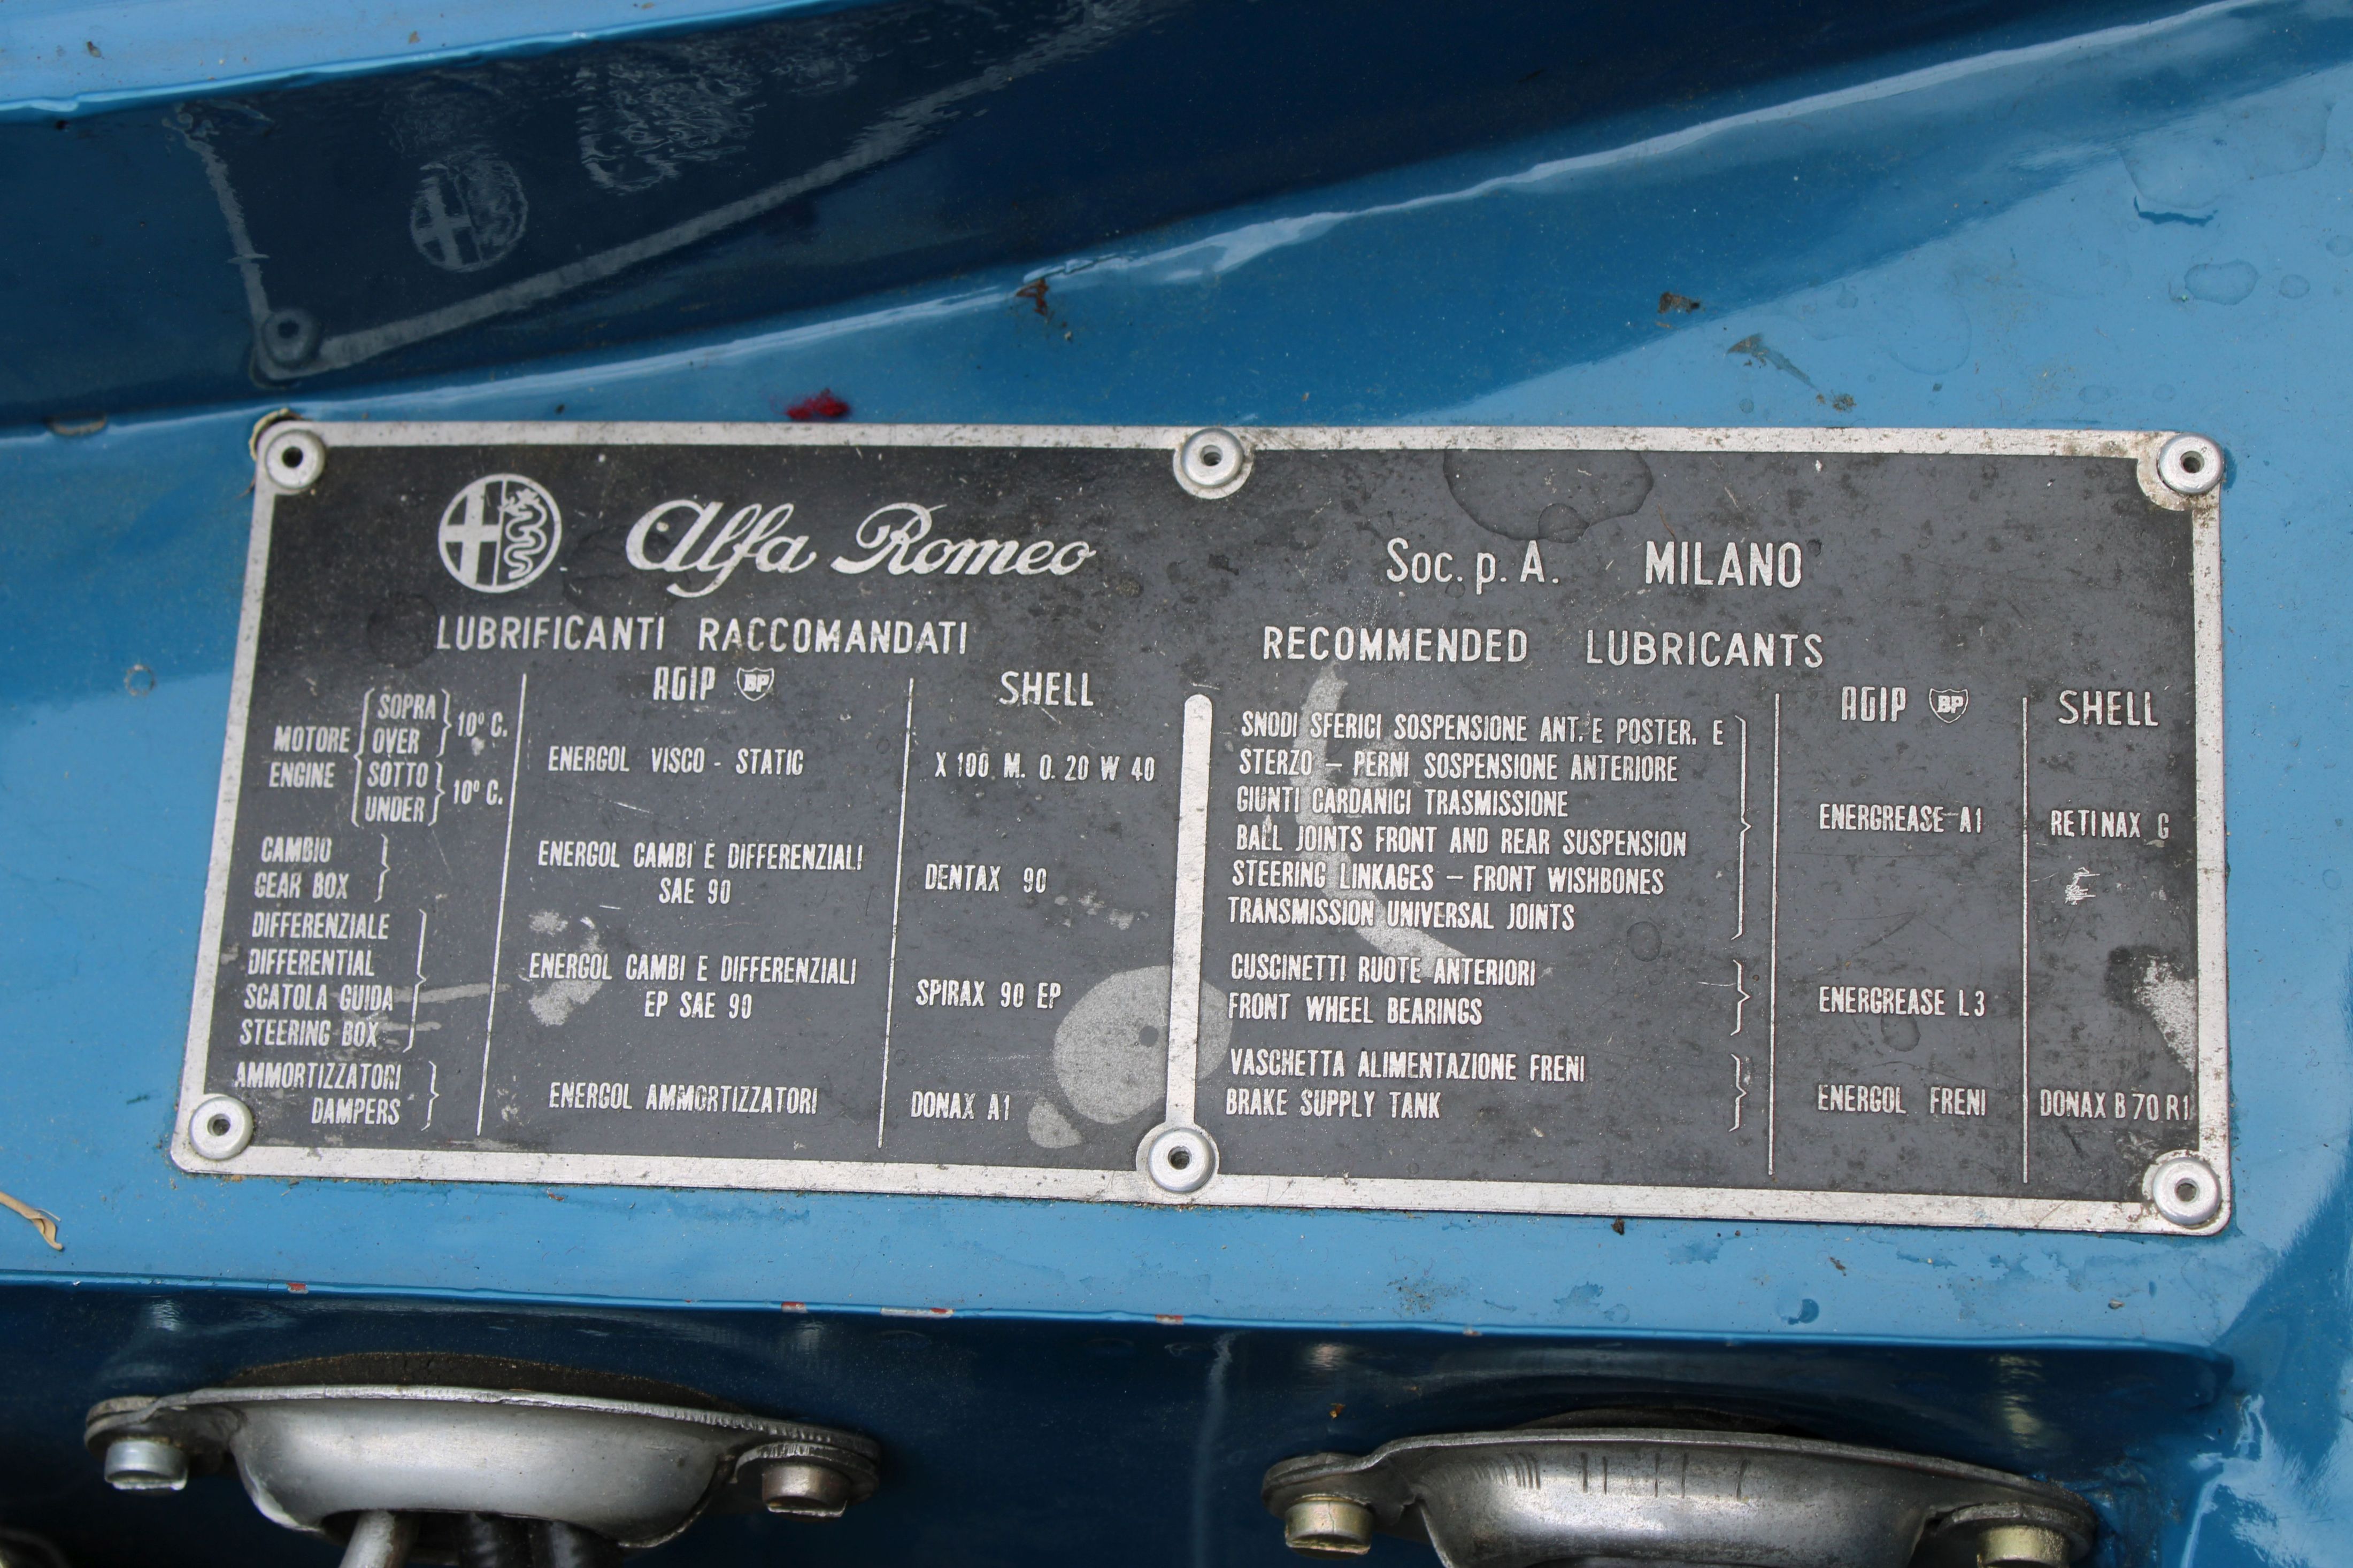 Alfa Romeo
Soc. p. A. MILANO
LUBRIFICANTI RACCOMANDATI
AGIP BP SHELL
MOTORE
ENGINE
SOPRA
OVER
10° C.
SOTTO
UNDER
10° C.
ENERGOL VISCO - STATIC
X 100 M. O. 20 W 40
CAMBIO
GEAR BOX
ENERGOL CAMBI E DIFFERENZIALI
SAE 90
DENTAX 90
DIFFERENZIALE
DIFFERENTIAL
SCATOLA GUIDA
STEERING BOX
ENERGOL CAMBI E DIFFERENZIALI
EP SAE 90
SPIRAX 90 EP
AMMORTIZZATORI
DAMPERS
ENERGOL AMMORTIZZATORI
DONAX A1
RECOMMENDED LUBRICANTS
AGIP BP SHELL
SNODI SFERICI SOSPENSIONE ANT. E POSTER. E
STERZO – PERNI SOSPENSIONE ANTERIORE
GIUNTI CARDANICI TRASMISSIONE
BALL JOINTS FRONT AND REAR SUSPENSION
STEERING LINKAGES – FRONT WISHBONES
TRANSMISSION UNIVERSAL JOINTS
ENERGREASE A1
RETINAX G
CUSCINETTI RUOTE ANTERIORI
FRONT WHEEL BEARINGS
ENERGREASE L3
VASCHETTA ALIMENTAZIONE FRENI
BRAKE SUPPLY TANK
ENERGOL FRENI
DONAX B 70 R1